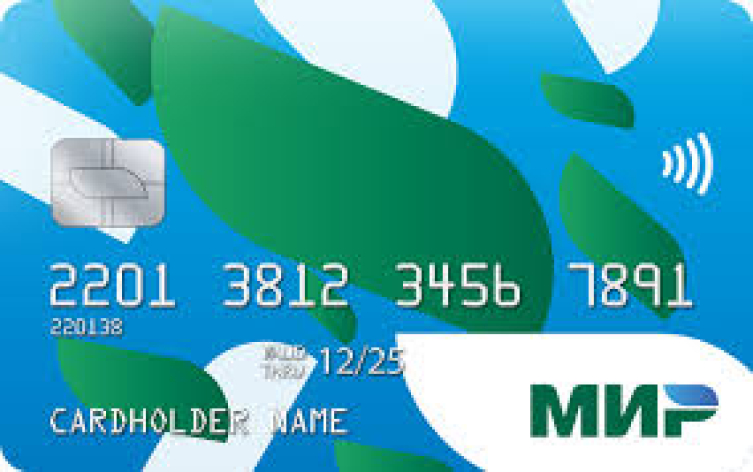 2201 3812 3456 7891
220138
VALID
THRU 12/25
CARDHOLDER NAME
МИР